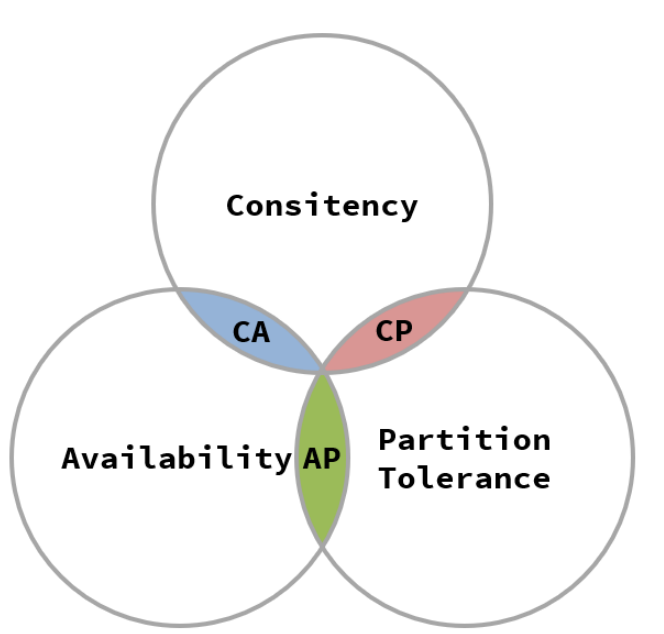 Consitency
CA
CP
Availability
AP
Partition
Tolerance